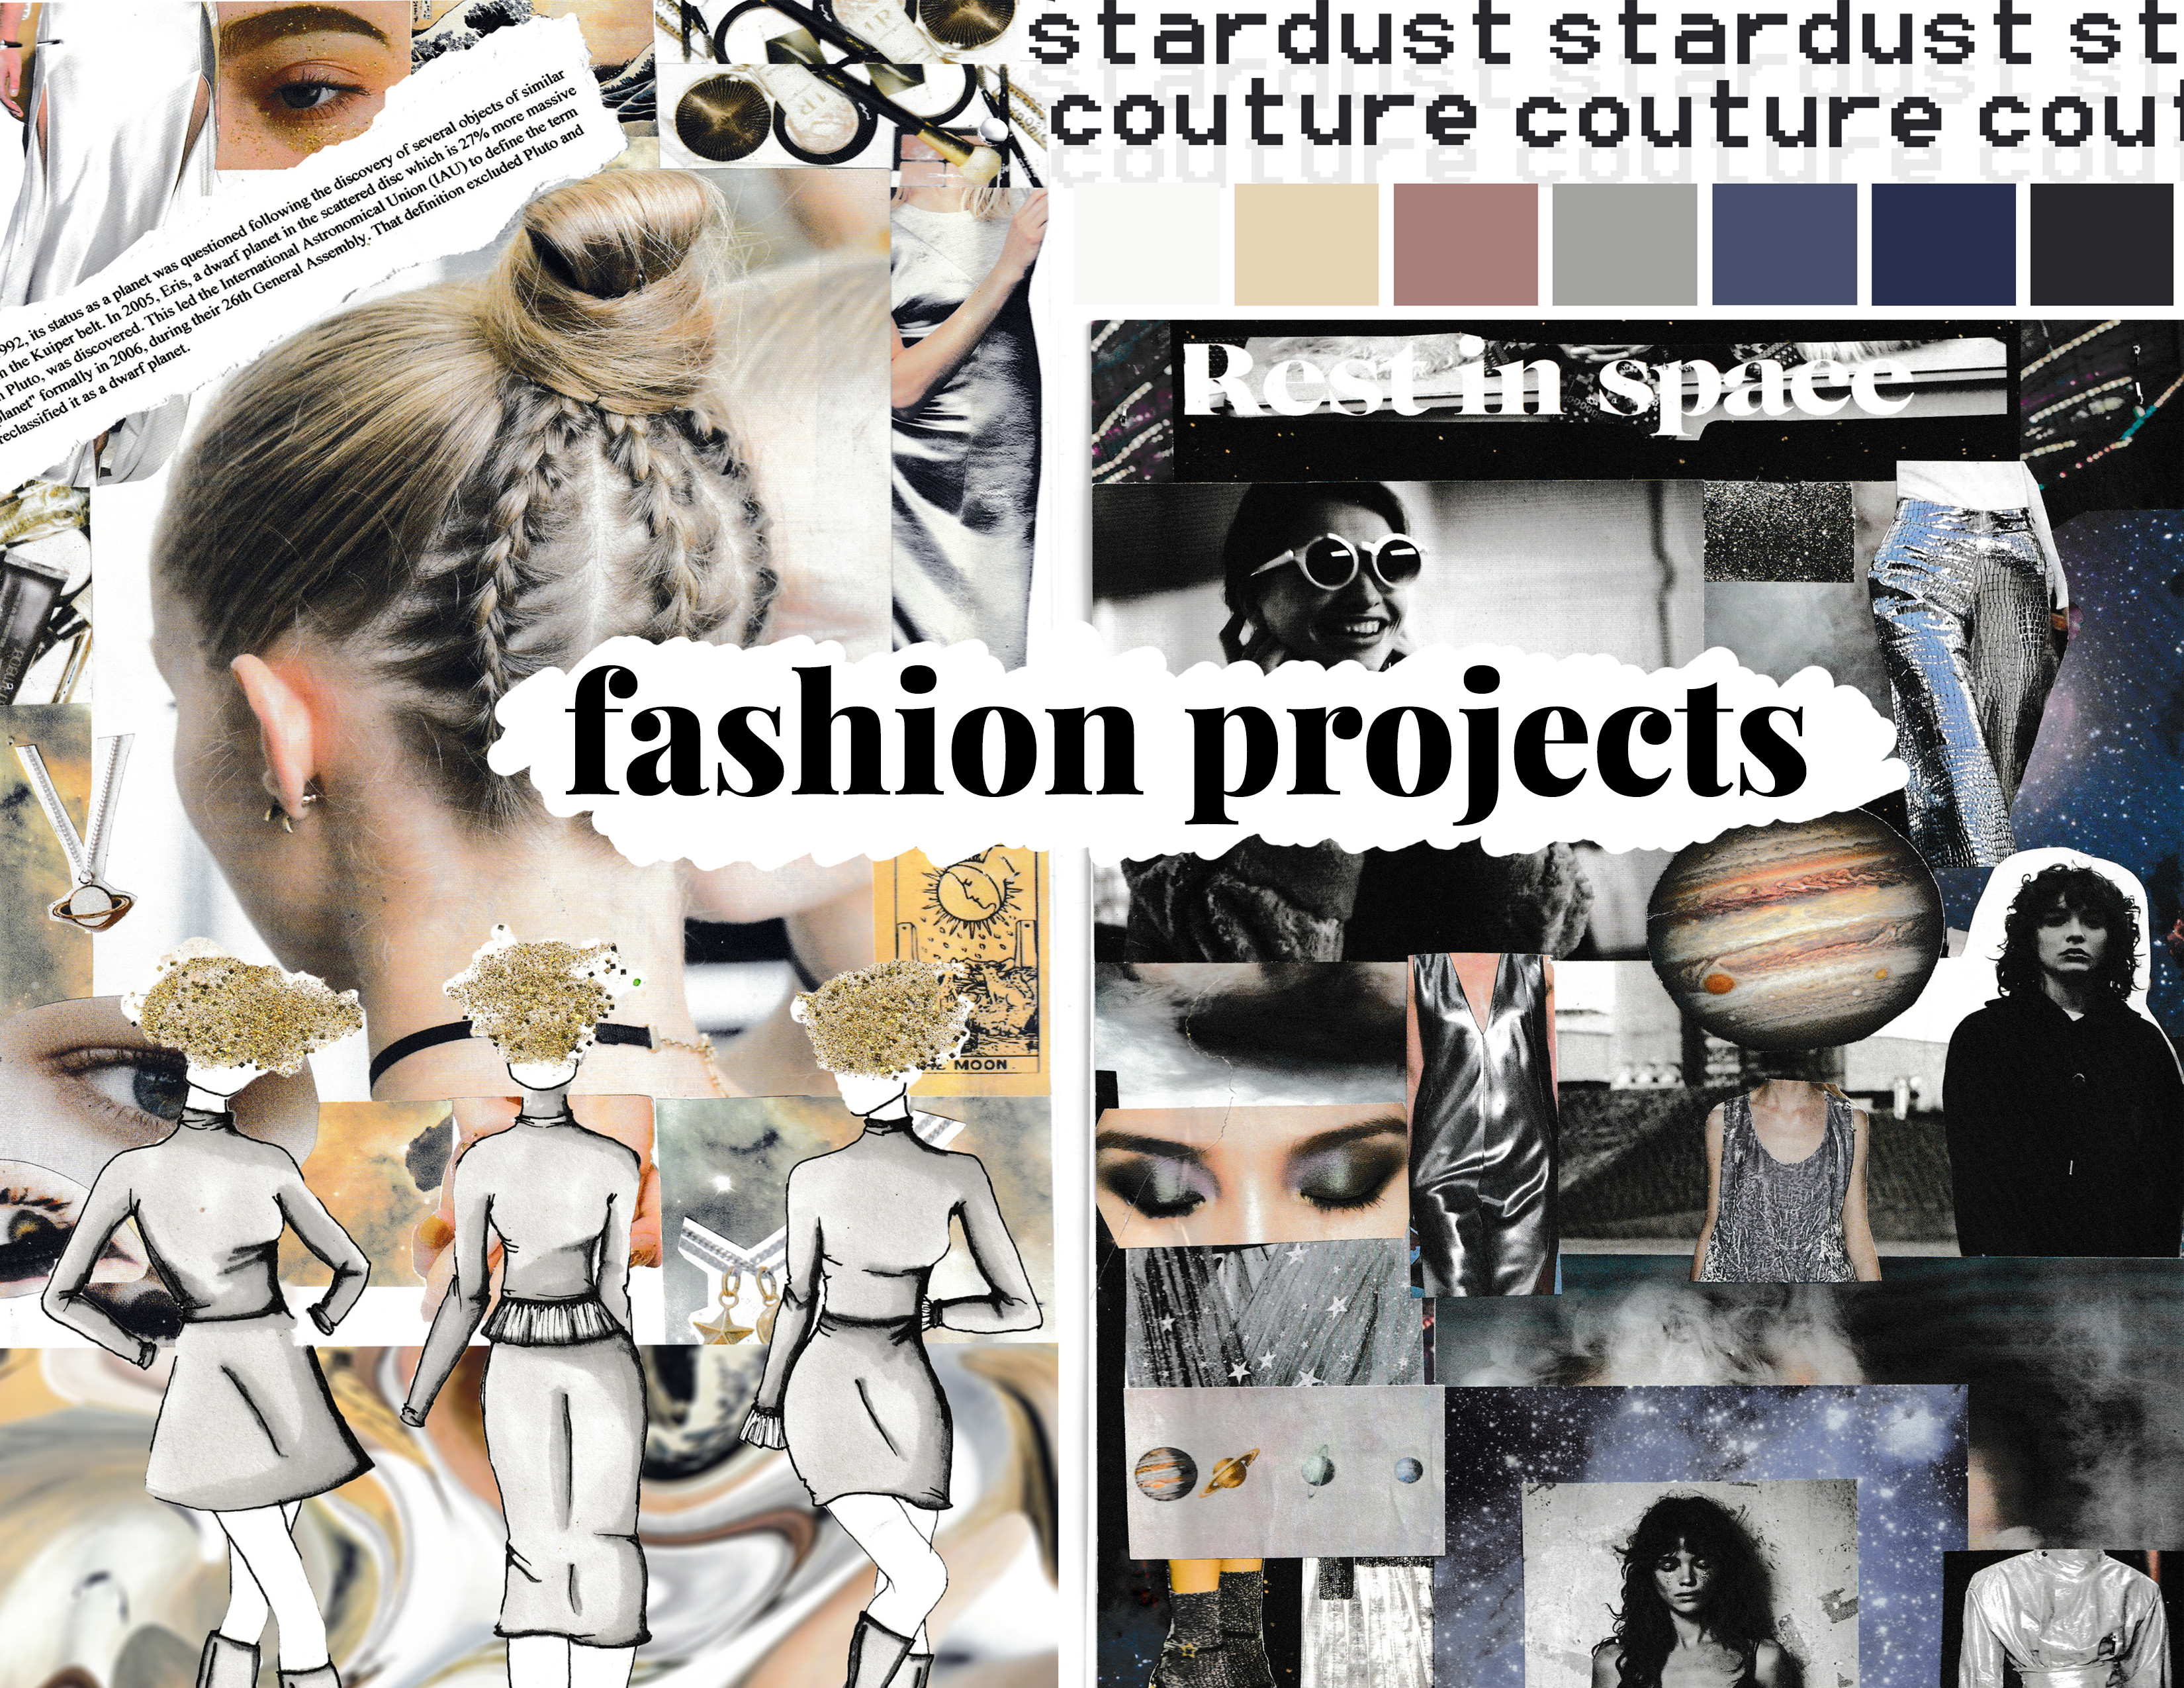 stardust stardust st
couture couture cou
992, its status as a planet was questioned following the discovery of several objects of similar
the Kuiper belt. In 2005, Eris, a dwarf planet in the scattered disc which is 27% more massive
Pluto, was discovered. This led the International Astronomical Union (IAU) to define the term
planet" formally in 2006, during their 26th General Assembly. That definition excluded Pluto and
reclassified it as a dwarf planet.
Rest in space
fashion projects
MOON.